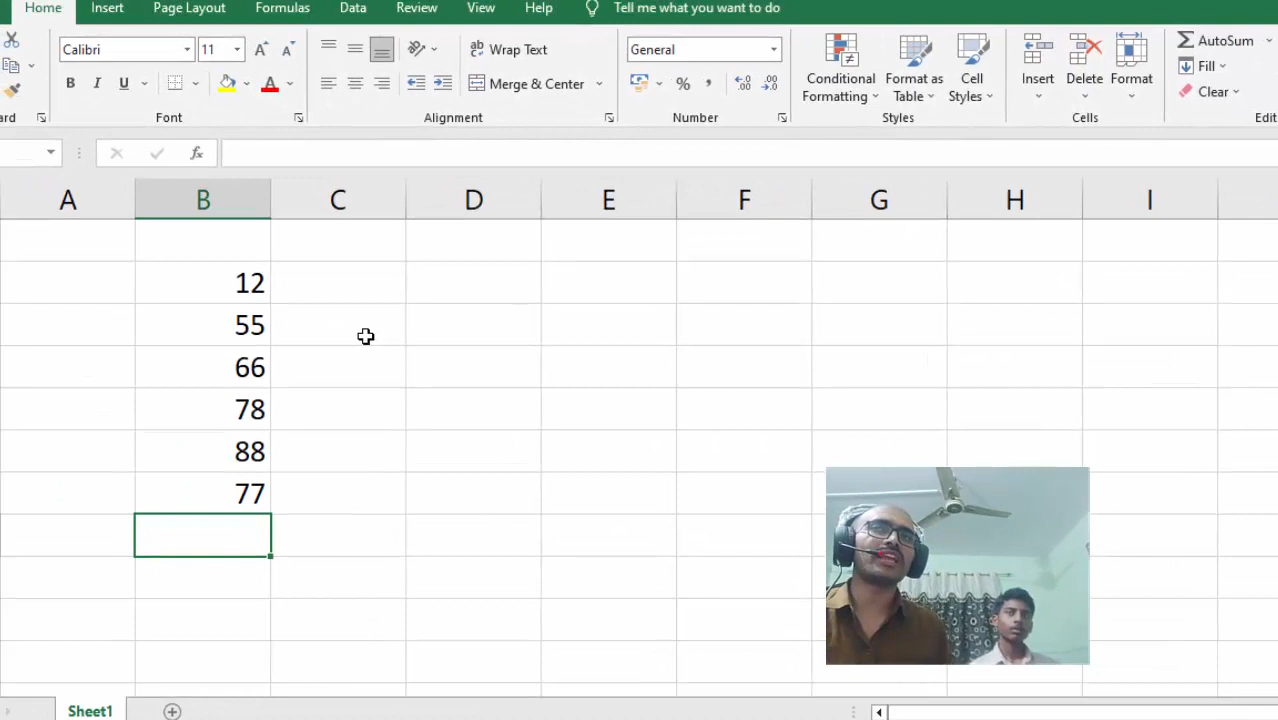 Home Insert Page Layout Formulas Data Review View Help Tell me what you want to do
Calibri 11 Wrap Text General AutoSum
Fill
B I U Merge & Center % , Conditional Formatting Format as Table Cell Styles Insert Delete Format Clear
ard Font Alignment Number Styles Cells Edit
fx
A B C D E F G H I
12
55
66
78
88
77
Sheet1